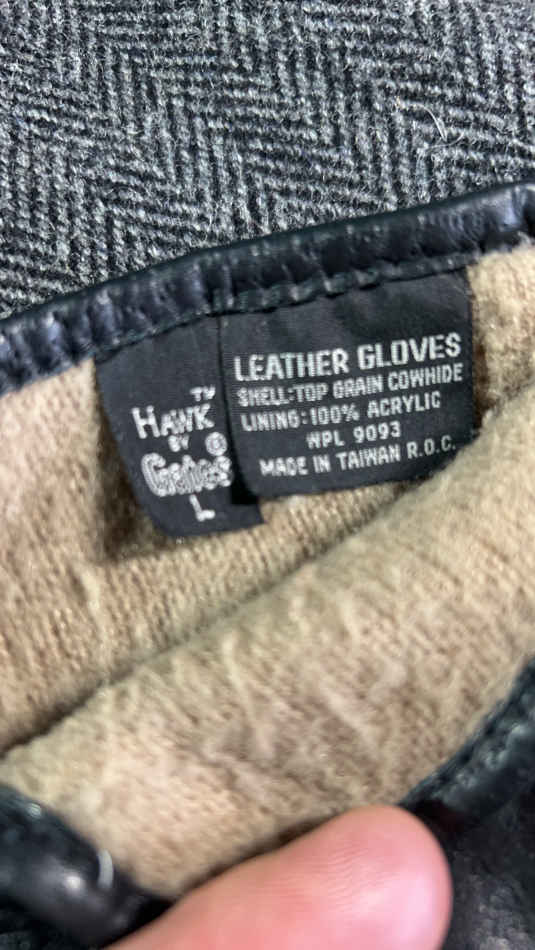 TM
HAWK
BY
Gates®
L
LEATHER GLOVES
SHELL:TOP GRAIN COWHIDE
LINING:100% ACRYLIC
WPL 9093
MADE IN TAIWAN R.O.C.